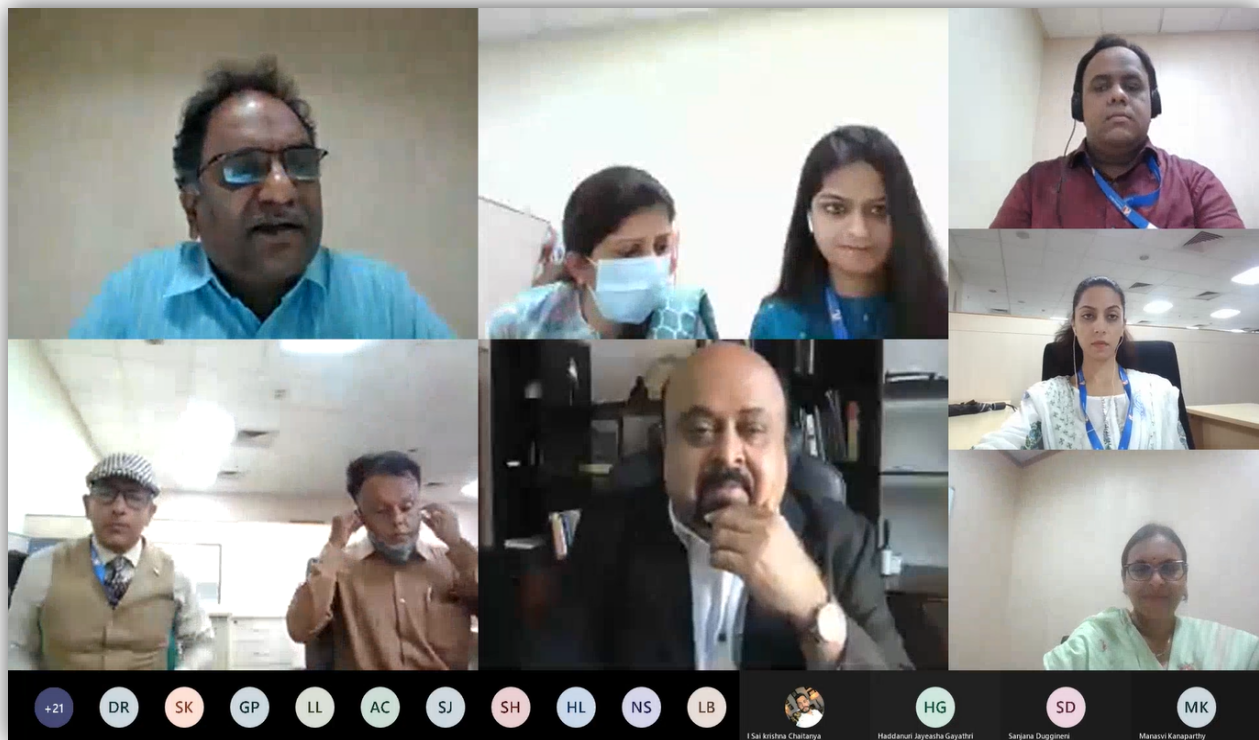 +21
DR
SK
GP
LL
AC
SJ
SH
HL
NS
LB
HG
SD
MK
I Sai krishna Chaitanya
Haddanuri Jayeasha Gayathri
Sanjana Duggineni
Manasvi Kanaparthy